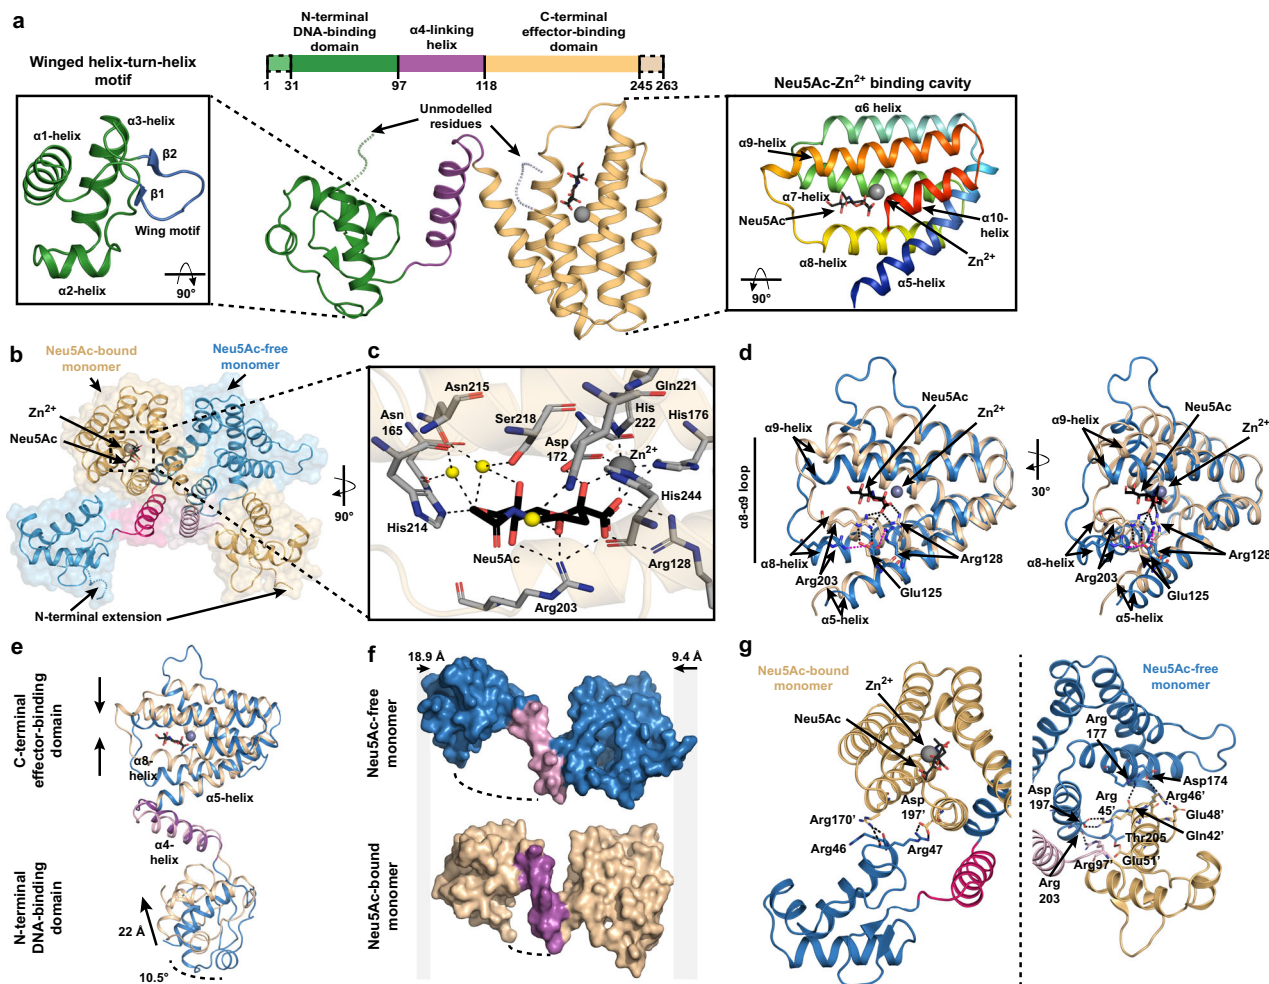 a
N-terminal
DNA-binding
domain
α4-linking
helix
C-terminal
effector-binding
domain
1
31
97
118
245
263
Winged helix-turn-helix
motif
α1-helix
α3-helix
β2
β1
Wing motif
α2-helix
90°
Unmodelled
residues
Neu5Ac-Zn²⁺ binding cavity
α6 helix
α9-helix
α7-helix
Neu5Ac
α10-
helix
Zn²⁺
α8-helix
α5-helix
90°
b
Neu5Ac-bound
monomer
Neu5Ac-free
monomer
Zn²⁺
Neu5Ac
N-terminal extension
90°
c
Asn215
Gln221
Asn
165
Ser218
His
222
His176
Asp
172
Zn²⁺
His244
His214
Neu5Ac
Arg128
Arg203
d
Neu5Ac
Zn²⁺
α9-helix
α8-α9 loop
α8-helix
Arg203
Arg128
Glu125
α5-helix
30°
Neu5Ac
α9-helix
Zn²⁺
α8-helix
Arg203
Arg128
Glu125
α5-helix
e
C-terminal
effector-binding
domain
α8-
helix
α5-helix
α4-
helix
N-terminal
DNA-binding
domain
22 Å
10.5°
f
18.9 Å
9.4 Å
Neu5Ac-free
monomer
Neu5Ac-bound
monomer
g
Neu5Ac-bound
monomer
Zn²⁺
Neu5Ac
Asp
197'
Arg170'
Arg46
Arg47
Neu5Ac-free
monomer
Arg
177
Asp174
Asp
197
Arg
45'
Arg46'
Glu48'
Thr205
Gln42'
Arg97'
Glu51'
Arg
203